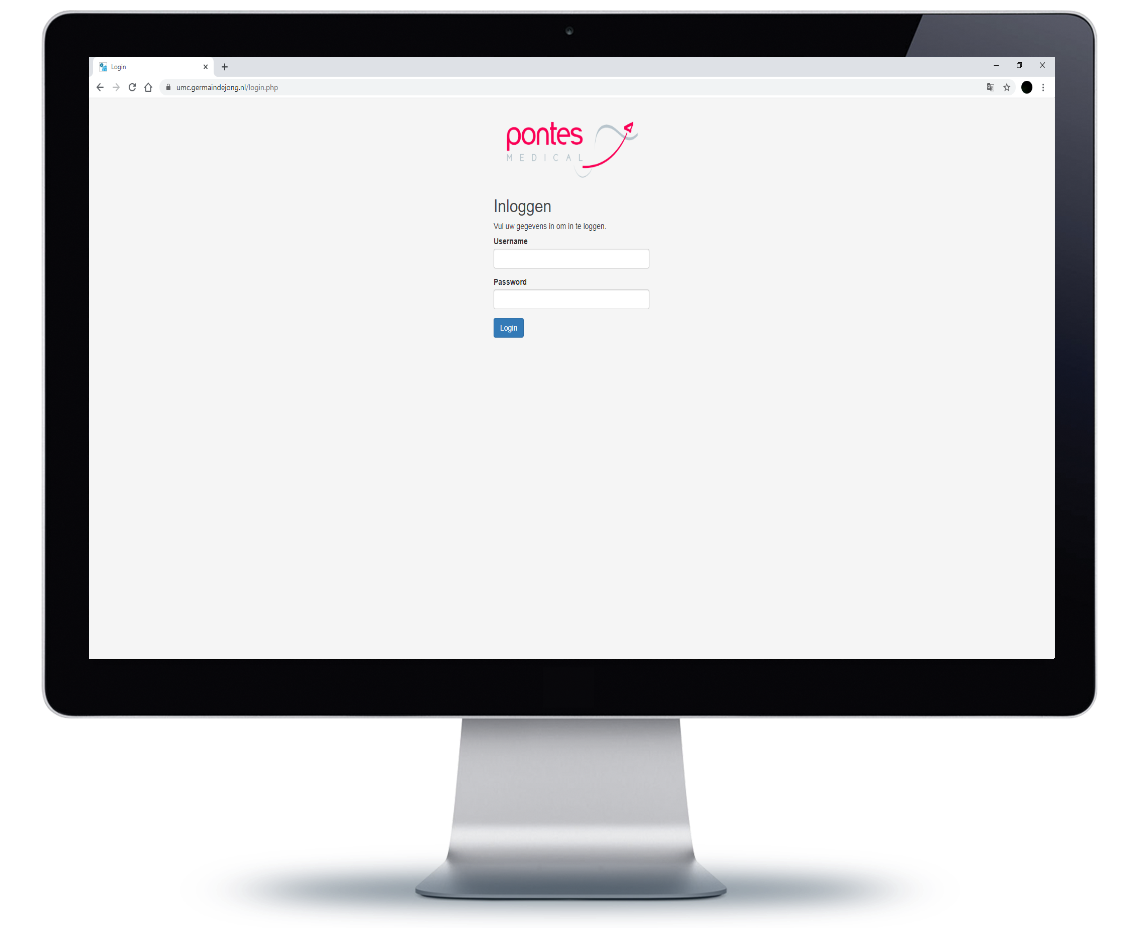 Login
umc.germaindejong.nl/login.php
pontes
MEDICAL
Inloggen
Vul uw gegevens in om in te loggen.
Username
Password
Login